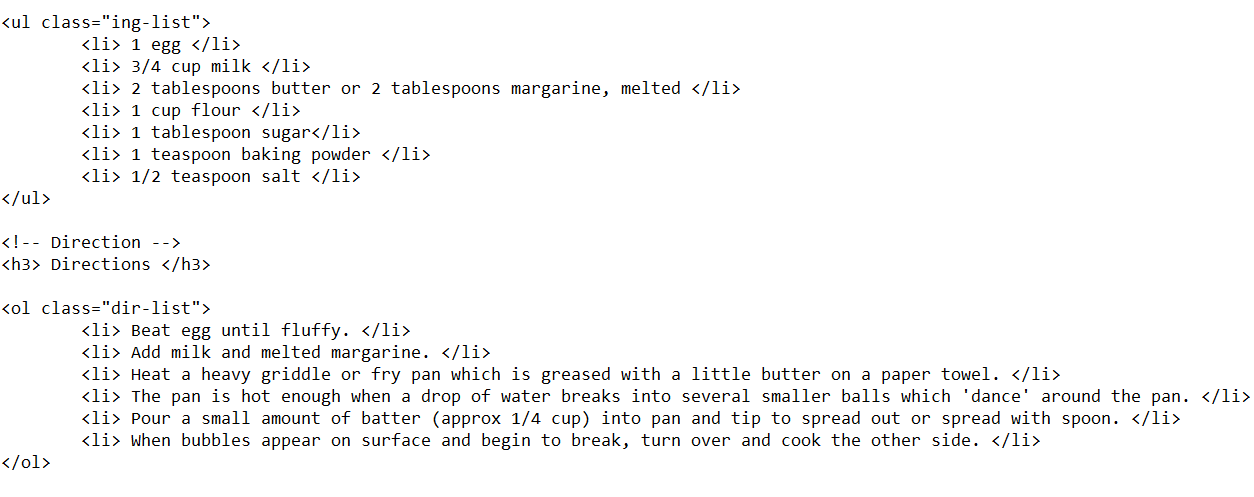 <ul class="ing-list">
        <li> 1 egg </li>
        <li> 3/4 cup milk </li>
        <li> 2 tablespoons butter or 2 tablespoons margarine, melted </li>
        <li> 1 cup flour </li>
        <li> 1 tablespoon sugar</li>
        <li> 1 teaspoon baking powder </li>
        <li> 1/2 teaspoon salt </li>
</ul>

<!-- Direction -->
<h3> Directions </h3>

<ol class="dir-list">
        <li> Beat egg until fluffy. </li>
        <li> Add milk and melted margarine. </li>
        <li> Heat a heavy griddle or fry pan which is greased with a little butter on a paper towel. </li>
        <li> The pan is hot enough when a drop of water breaks into several smaller balls which 'dance' around the pan. </li>
        <li> Pour a small amount of batter (approx 1/4 cup) into pan and tip to spread out or spread with spoon. </li>
        <li> When bubbles appear on surface and begin to break, turn over and cook the other side. </li>
</ol>